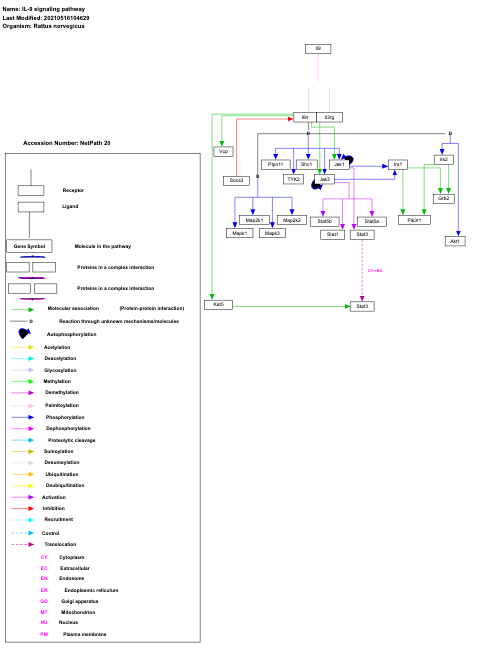 Name: IL-9 signaling pathway
Last Modified: 20210516104629
Organism: Rattus norvegicus
Il9
Il9r
Il2rg
D
D
Accession Number: NetPath 20
Vcp
Ptpn11
Shc1
Jak1
Irs1
Irs2
Socs3
D
TYK2
Jak3
Grb2
Map2k1
Map2k2
Stat5b
Stat5a
Pik3r1
Mapk1
Mapk3
Stat1
Stat3
Akt1
CY->NU
Kat5
Stat3
Receptor
Ligand
Gene Symbol
Molecule in the pathway
Proteins in a complex interaction
Proteins in a complex interaction
Molecular association (Protein-protein interaction)
D Reaction through unknown mechanisms/molecules
Autophosphorylation
Acetylation
Deacetylation
Glycosylation
Methylation
Demethylation
Palmitoylation
Phosphorylation
Dephosphorylation
Proteolytic cleavage
Sumoylation
Desumoylation
Ubiquitination
Deubiquitination
Activation
Inhibition
Recruitment
Control
Translocation
CY Cytoplasm
EC Extracellular
EN Endosome
ER Endoplasmic reticulum
GO Golgi apparatus
MT Mitochondrion
NU Nucleus
PM Plasma membrane